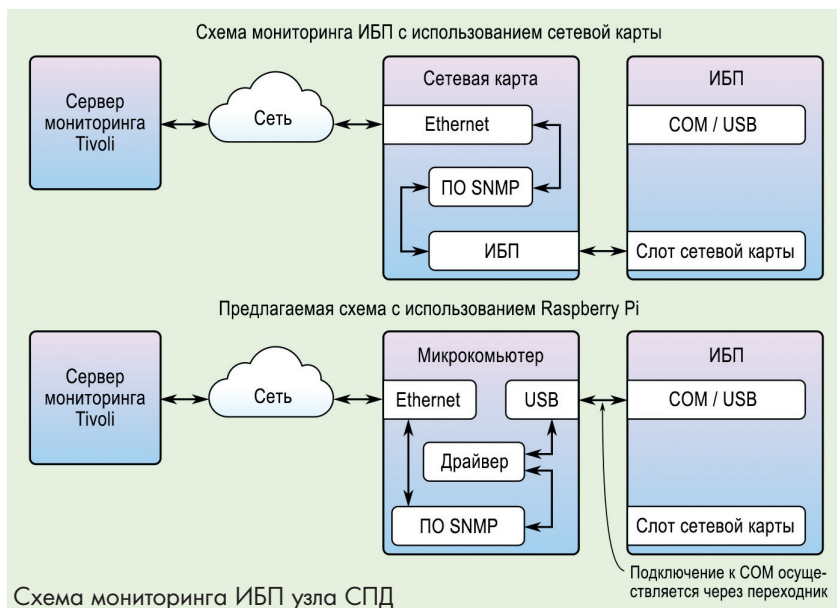 Схема мониторинга ИБП с использованием сетевой карты
Сервер
мониторинга
Tivoli
Сеть
Сетевая карта
Ethernet
ПО SNMP
ИБП
ИБП
COM / USB
Слот сетевой карты
Предлагаемая схема с использованием Raspberry Pi
Сервер
мониторинга
Tivoli
Сеть
Микрокомьютер
Ethernet
USB
Драйвер
ПО SNMP
ИБП
COM / USB
Слот сетевой карты
Подключение к COM осуще-
ствляется через переходник
Схема мониторинга ИБП узла СПД